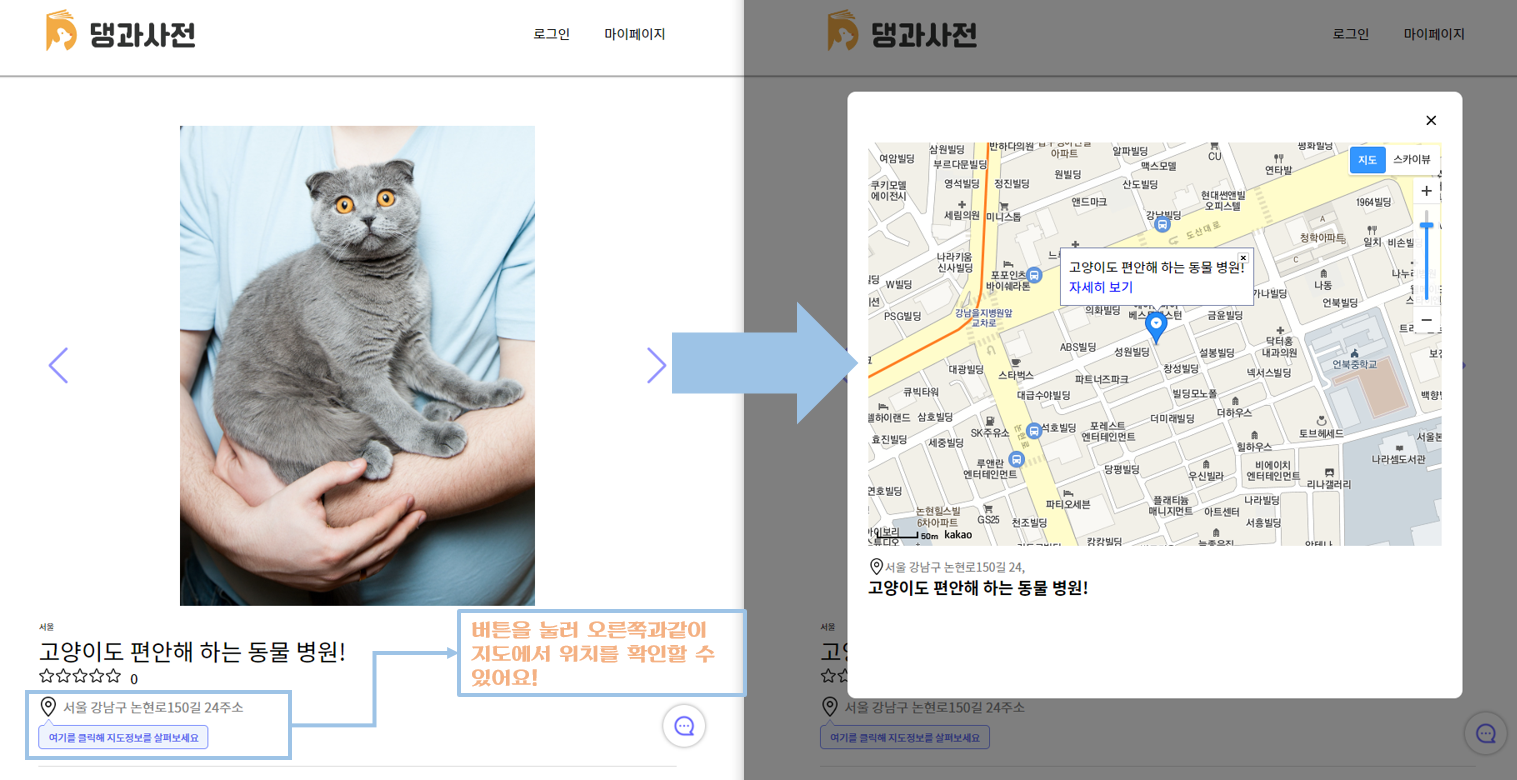 댕과사전
로그인
마이페이지
서울
고양이도 편안해 하는 동물 병원!
0
서울 강남구 논현로150길 24주소
여기를 클릭해 지도정보를 살펴보세요
버튼을 눌러 오른쪽과같이
지도에서 위치를 확인할 수
있어요!
댕과사전
로그인
마이페이지
지도
스카이뷰
여암빌딩
삼원빌딩
부르다문빌딩
반하다의원
아파트
알파빌딩
CU
평화빌딩
연타발
맥스모델
원빌딩
산도빌딩
쿠키모델
에이전시
영석빌딩
정진빌딩
세림의원
미니스톱
앤드마크
현대썬앤빌
오피스텔
1964빌딩
강남빌딩
도산대로
청학아파트
일치
나라키움
신사빌딩
W빌딩
포포인츠
바이쉐라톤
고양이도 편안해 하는 동물 병원!
자세히 보기
가나빌딩
나동
언북빌딩
PSG빌딩
강남을지병원앞
교차로
의화빌딩
금윤빌딩
ABS빌딩
성원빌딩
설봉빌딩
닥터홍
내과의원
언북중학교
대광빌딩
스타벅스
파트너즈파크
창성빌딩
넥서스빌딩
큐빅타워
대급수야빌딩
빌딩모노폴
더하우스
삼호빌딩
더미래빌딩
효진빌딩
세중빌딩
SK주유소
석호빌딩
논현로
포레스트
엔터테인먼트
힐하우스
토브헤세드
나라셈도서관
루앤란
엔터테인먼트
당평빌딩
우신빌라
비에이치
엔터테인먼트
리나갤러리
연호빌딩
파티오세븐
플래티늄
매니지먼트
나라빌딩
아트센터
서홍빌딩
논현힐스빌
6차아파트
GS25
천조빌딩
캄캄빌딩
50m
kakao
서울 강남구 논현로150길 24,
고양이도 편안해 하는 동물 병원!
서울
서울 강남구 논현로150길 24주소
여기를 클릭해 지도정보를 살펴보세요